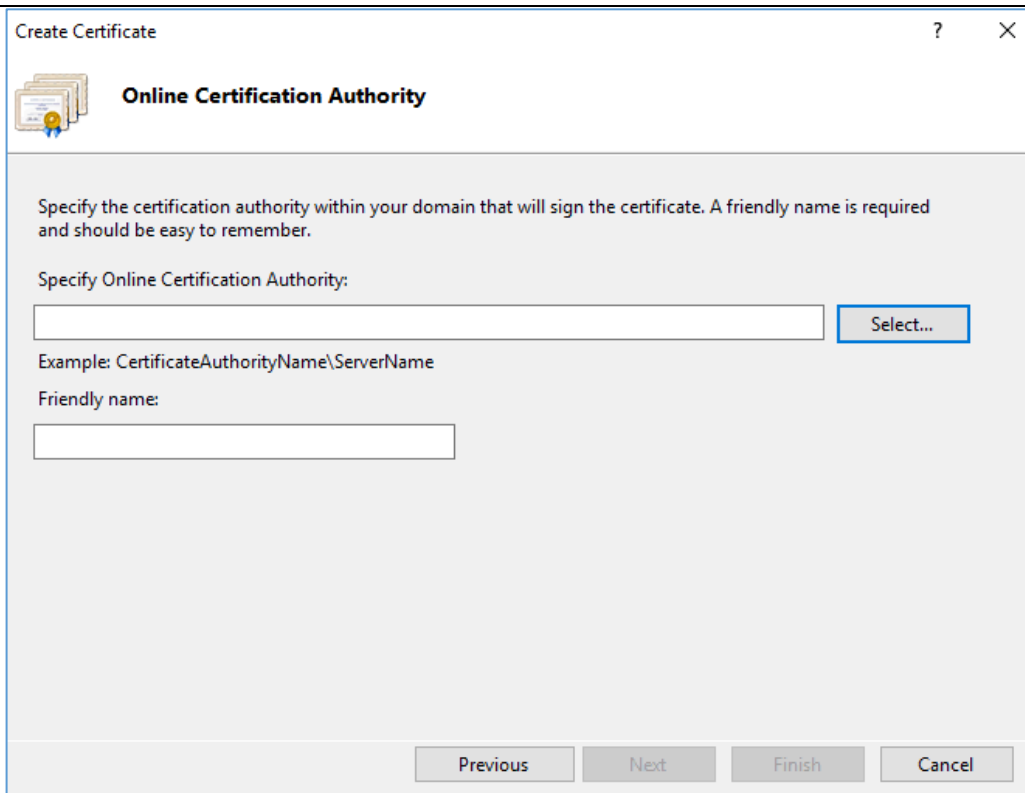 Create Certificate
?
Online Certification Authority
Specify the certification authority within your domain that will sign the certificate. A friendly name is required
and should be easy to remember.
Specify Online Certification Authority:
Select...
Example: CertificateAuthorityName\ServerName
Friendly name:
Previous
Next
Finish
Cancel